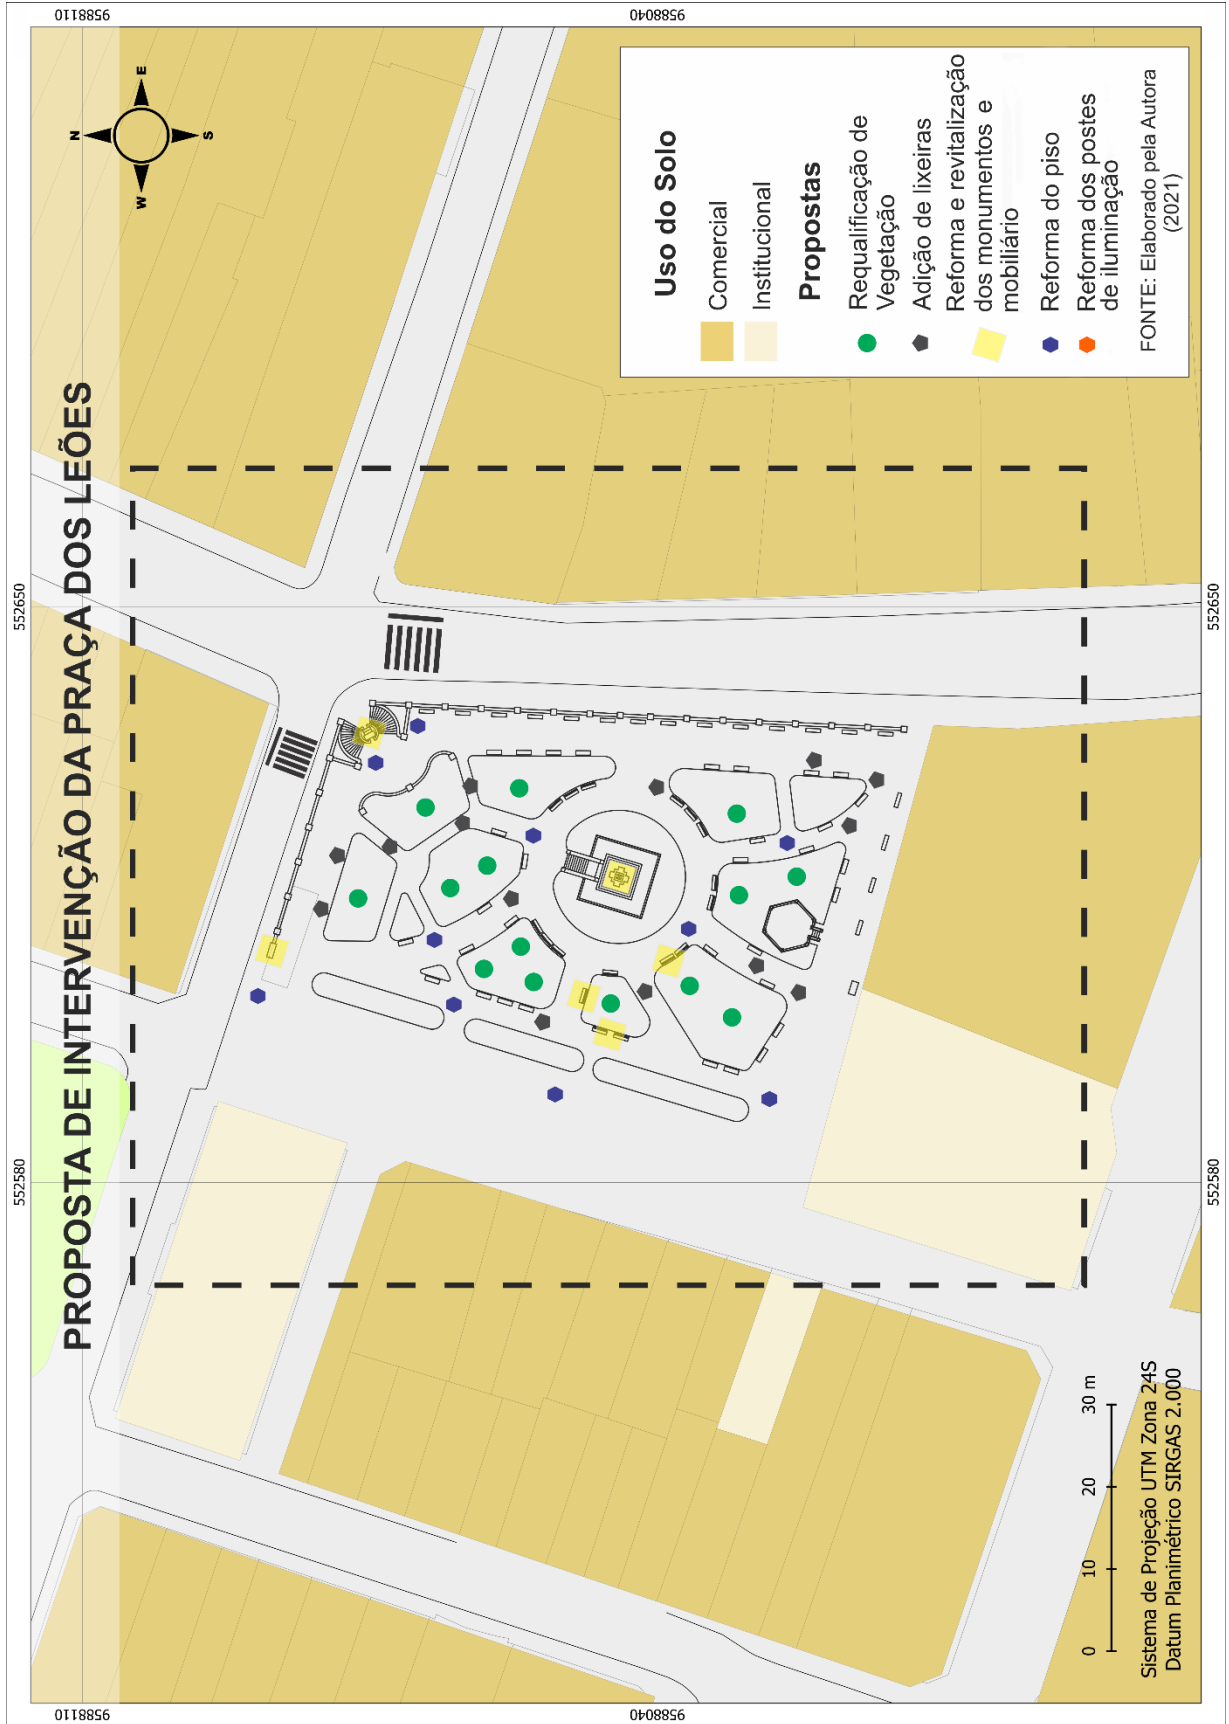 PROPOSTA DE INTERVENÇÃO DA PRAÇA DOS LEÕES
552580
552650
9588110
9588110
9588040
9588040
552580
552650
N
W
E
S
Uso do Solo
Comercial
Institucional
Propostas
Requalificação de
Vegetação
Adição de lixeiras
Reforma e revitalização
dos monumentos e
mobiliário
Reforma do piso
Reforma dos postes
de iluminação
FONTE: Elaborado pela Autora
(2021)
0 10 20 30 m
Sistema de Projeção UTM Zona 24S
Datum Planimétrico SIRGAS 2.000